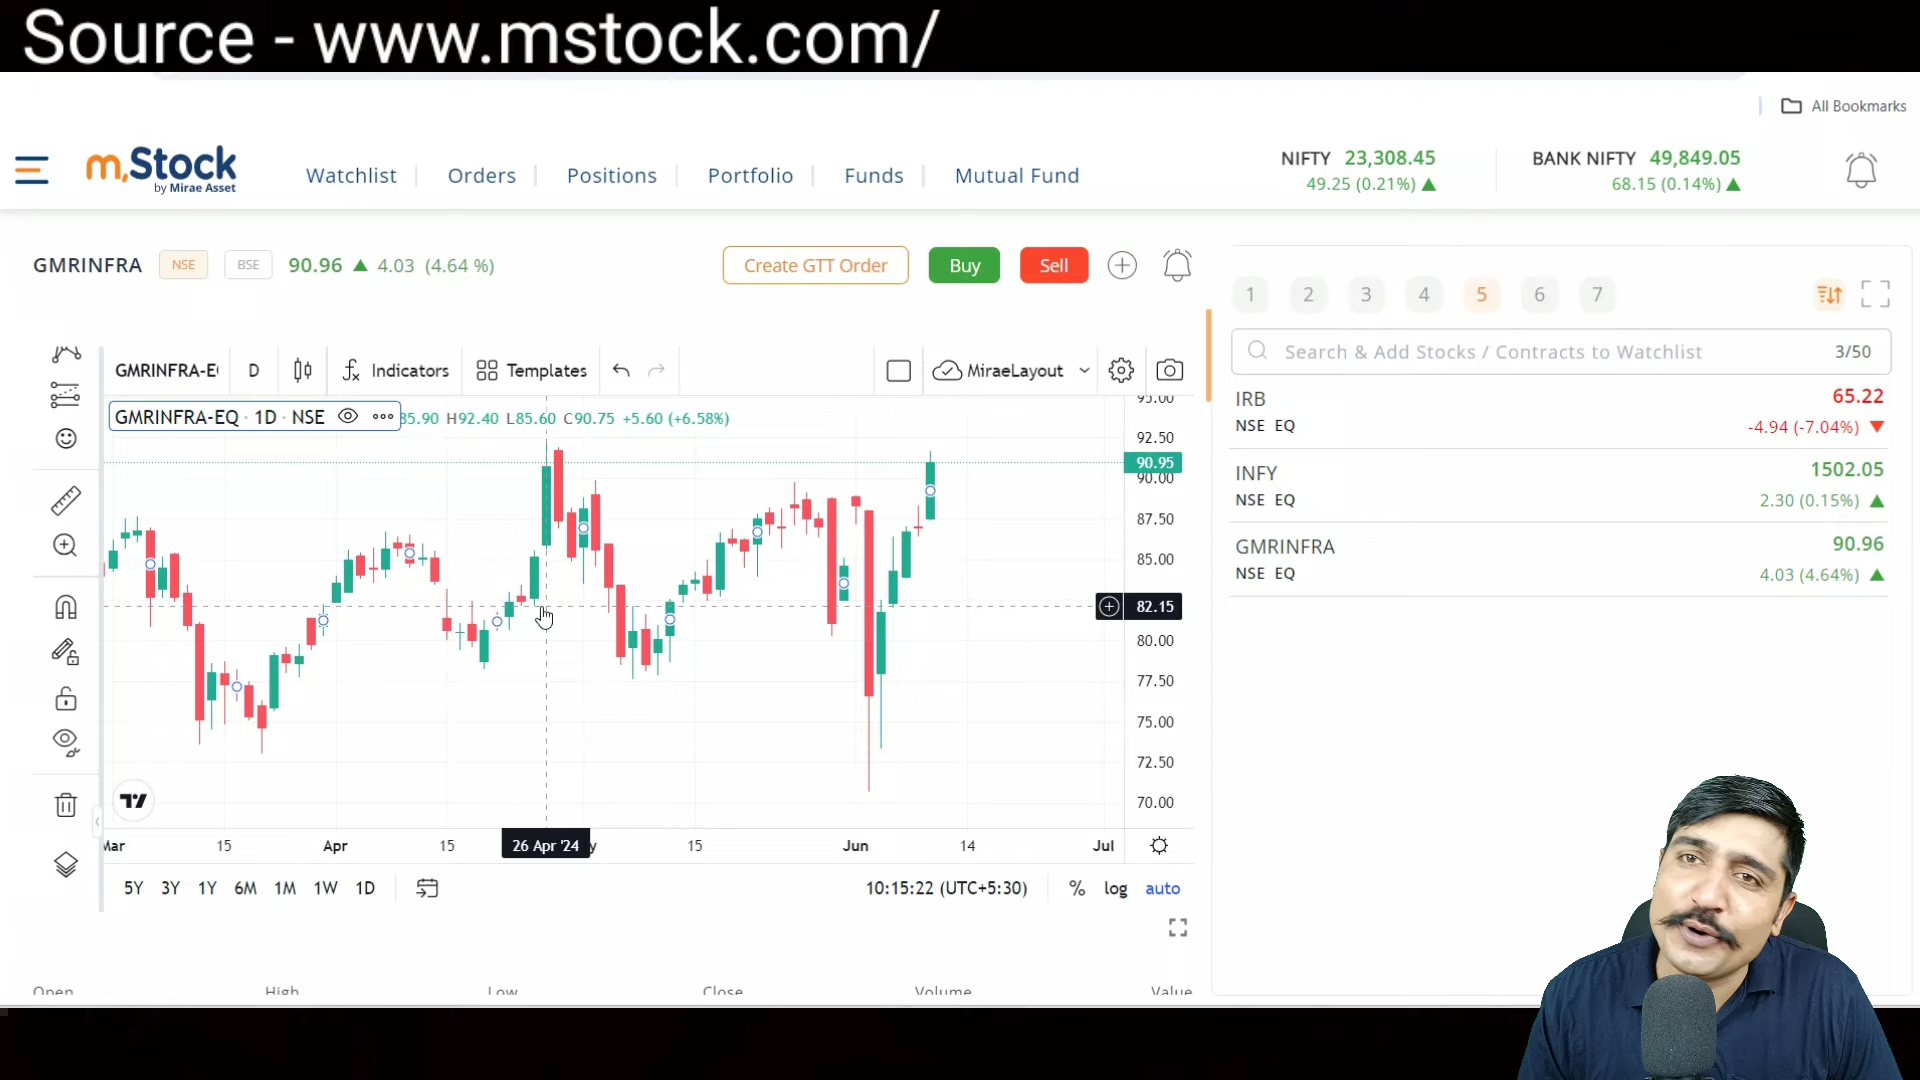 Source - www.mstock.com/
All Bookmarks
m.Stock
by Mirae Asset
Watchlist
Orders
Positions
Portfolio
Funds
Mutual Fund
NIFTY 23,308.45
49.25 (0.21%)
BANK NIFTY 49,849.05
68.15 (0.14%)
GMRINFRA NSE BSE 90.96 4.03 (4.64 %)
Create GTT Order
Buy
Sell
1 2 3 4 5 6 7
Search & Add Stocks / Contracts to Watchlist 3/50
IRB 65.22
NSE EQ -4.94 (-7.04%)
INFY 1502.05
NSE EQ 2.30 (0.15%)
GMRINFRA 90.96
NSE EQ 4.03 (4.64%)
D
Indicators
Templates
MiraeLayout
GMRINFRA-EQ · 1D · NSE
H92.40 L85.60 C90.75 +5.60 (+6.58%)
95.00
92.50
90.95
90.00
87.50
85.00
82.15
80.00
77.50
75.00
72.50
70.00
15 Apr 15 26 Apr '24 15 Jun 14 Jul
5Y 3Y 1Y 6M 1M 1W 1D
10:15:22 (UTC+5:30) % log auto
Open High Low Close Volume Value